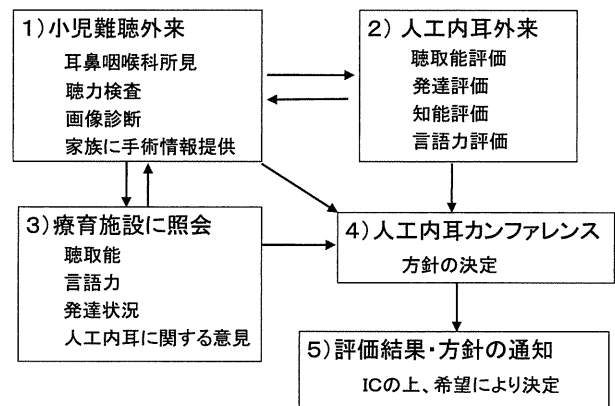 1）小児難聴外来
耳鼻咽喉科所見
聴力検査
画像診断
家族に手術情報提供
2）人工内耳外来
聴取能評価
発達評価
知能評価
言語力評価
3）療育施設に照会
聴取能
言語力
発達状況
人工内耳に関する意見
4）人工内耳カンファレンス
方針の決定
5）評価結果・方針の通知
ICの上、希望により決定